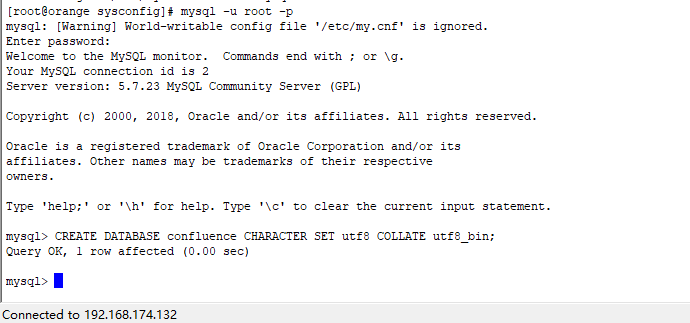 [root@orange sysconfig]# mysql -u root -p
mysql: [Warning] World-writable config file '/etc/my.cnf' is ignored.
Enter password:
Welcome to the MySQL monitor.  Commands end with ; or \g.
Your MySQL connection id is 2
Server version: 5.7.23 MySQL Community Server (GPL)
Copyright (c) 2000, 2018, Oracle and/or its affiliates. All rights reserved.
Oracle is a registered trademark of Oracle Corporation and/or its
affiliates. Other names may be trademarks of their respective
owners.
Type 'help;' or '\h' for help. Type '\c' to clear the current input statement.
mysql> CREATE DATABASE confluence CHARACTER SET utf8 COLLATE utf8_bin;
Query OK, 1 row affected (0.00 sec)
mysql>
Connected to 192.168.174.132